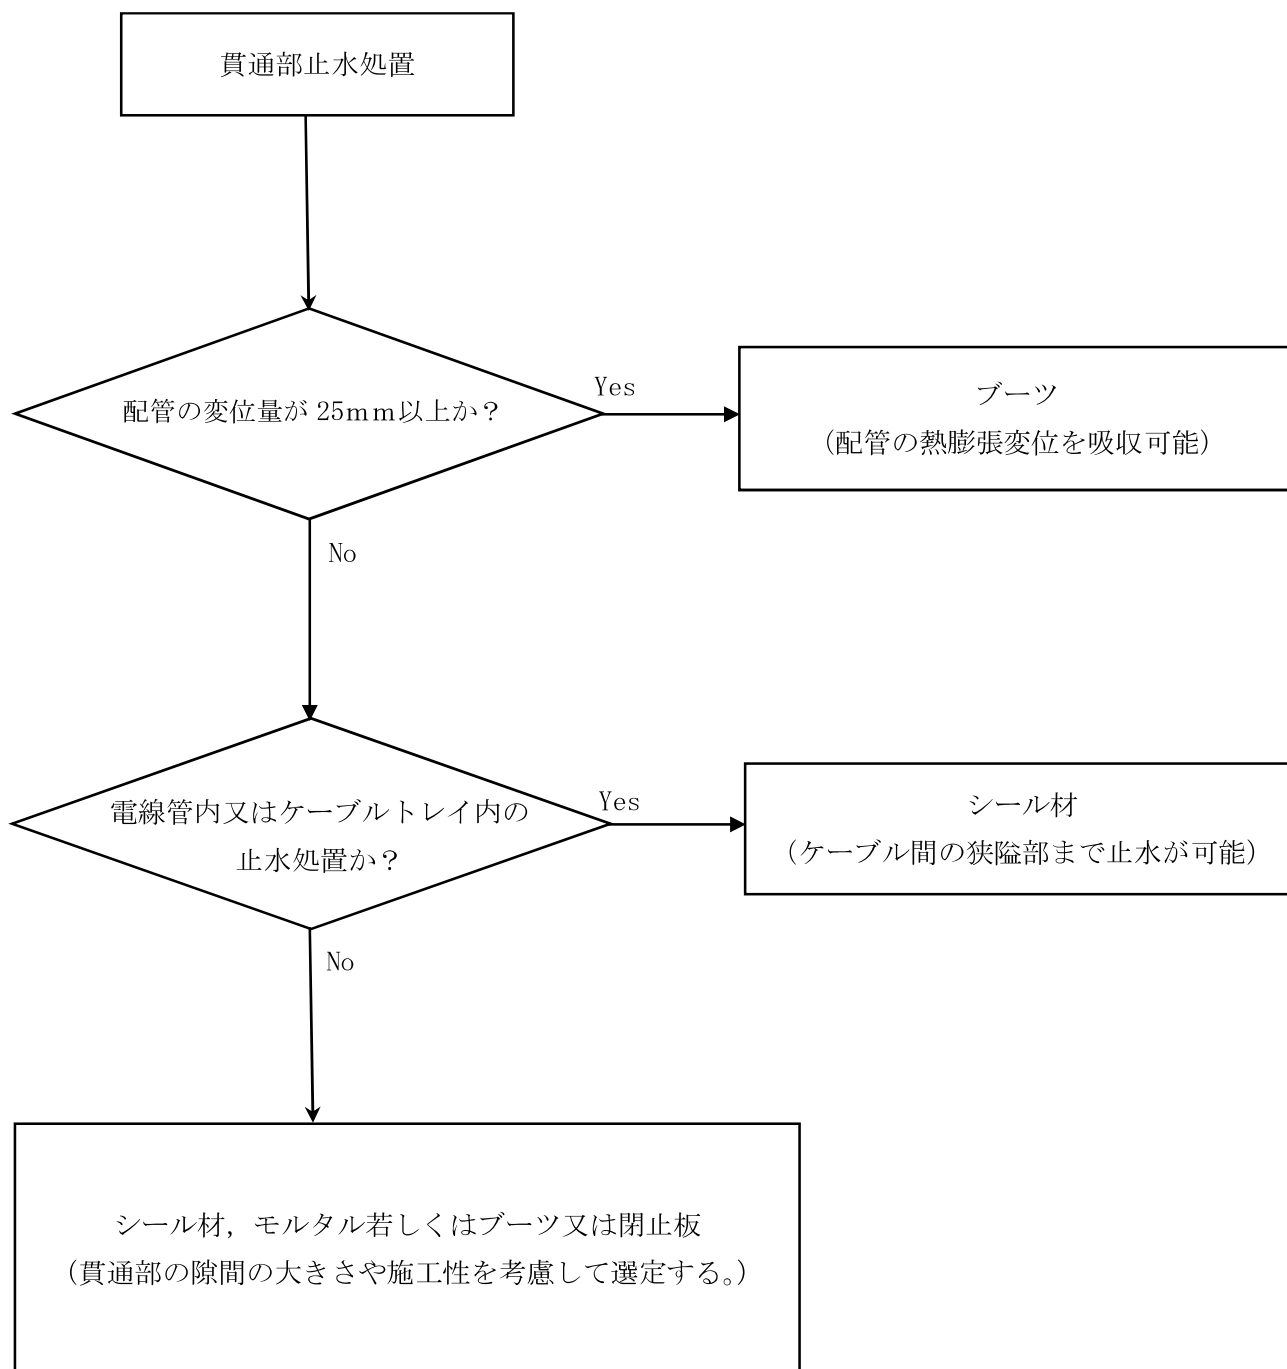 貫通部止水処置
配管の変位量が 25ｍｍ以上か？
Yes
ブーツ
（配管の熱膨張変位を吸収可能）
No
電線管内又はケーブルトレイ内の
止水処置か？
Yes
シール材
（ケーブル間の狭隘部まで止水が可能）
No
シール材，モルタル若しくはブーツ又は閉止板
（貫通部の隙間の大きさや施工性を考慮して選定する。）